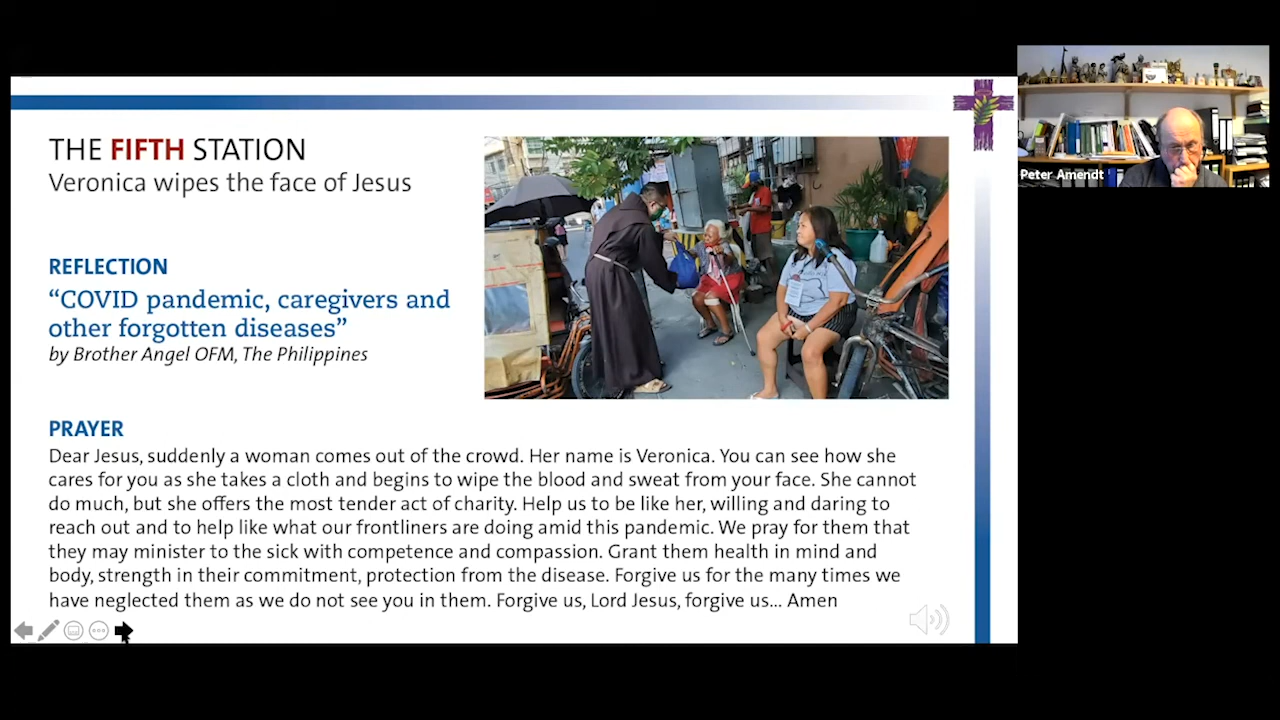 THE FIFTH STATION
Veronica wipes the face of Jesus
REFLECTION
“COVID pandemic, caregivers and
other forgotten diseases”
by Brother Angel OFM, The Philippines
PRAYER
Dear Jesus, suddenly a woman comes out of the crowd. Her name is Veronica. You can see how she
cares for you as she takes a cloth and begins to wipe the blood and sweat from your face. She cannot
do much, but she offers the most tender act of charity. Help us to be like her, willing and daring to
reach out and to help like what our frontliners are doing amid this pandemic. We pray for them that
they may minister to the sick with competence and compassion. Grant them health in mind and
body, strength in their commitment, protection from the disease. Forgive us for the many times we
have neglected them as we do not see you in them. Forgive us, Lord Jesus, forgive us... Amen
Peter Amendt